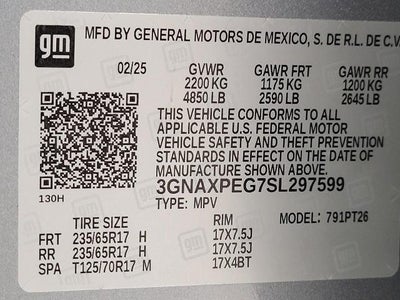 gm
MFD BY GENERAL MOTORS DE MEXICO, S. DE R.L. DE C.V.
02/25 GVWR GAWR FRT GAWR RR
2200 KG 1175 KG 1200 KG
4850 LB 2590 LB 2645 LB
THIS VEHICLE CONFORMS TO ALL
APPLICABLE U.S. FEDERAL MOTOR
VEHICLE SAFETY AND THEFT PREVENTION
STANDARDS IN EFFECT ON THE DATE OF
MANUFACTURE SHOWN ABOVE.
3GNAXPEG7SL297599
130H TYPE: MPV
TIRE SIZE RIM MODEL: 791PT26
FRT 235/65R17 H 17X7.5J
RR 235/65R17 H 17X7.5J
SPA T125/70R17 M 17X4BT